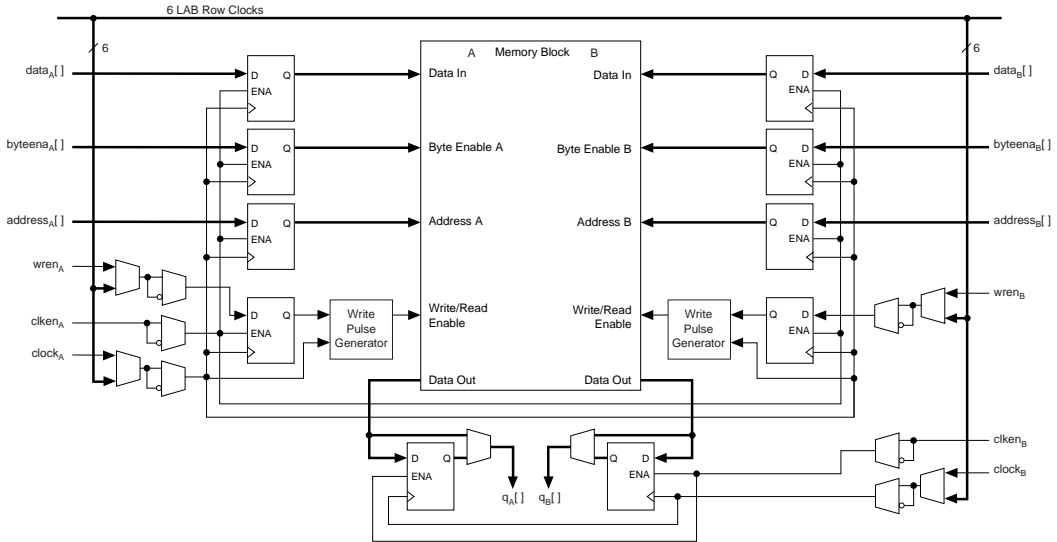 6 LAB Row Clocks
6
6
A Memory Block B
dataA[ ]
D Q
ENA
Data In
Data In
Q D
ENA
dataB[ ]
byteenaA[ ]
D Q
ENA
Byte Enable A
Byte Enable B
Q D
ENA
byteenaB[ ]
addressA[ ]
D Q
ENA
Address A
Address B
Q D
ENA
addressB[ ]
wrenA
clkenA
clockA
D Q
ENA
Write
Pulse
Generator
Write/Read
Enable
Write/Read
Enable
Write
Pulse
Generator
Q D
ENA
wrenB
Data Out
Data Out
D Q
ENA
qA[ ]
qB[ ]
Q D
ENA
clkenB
clockB